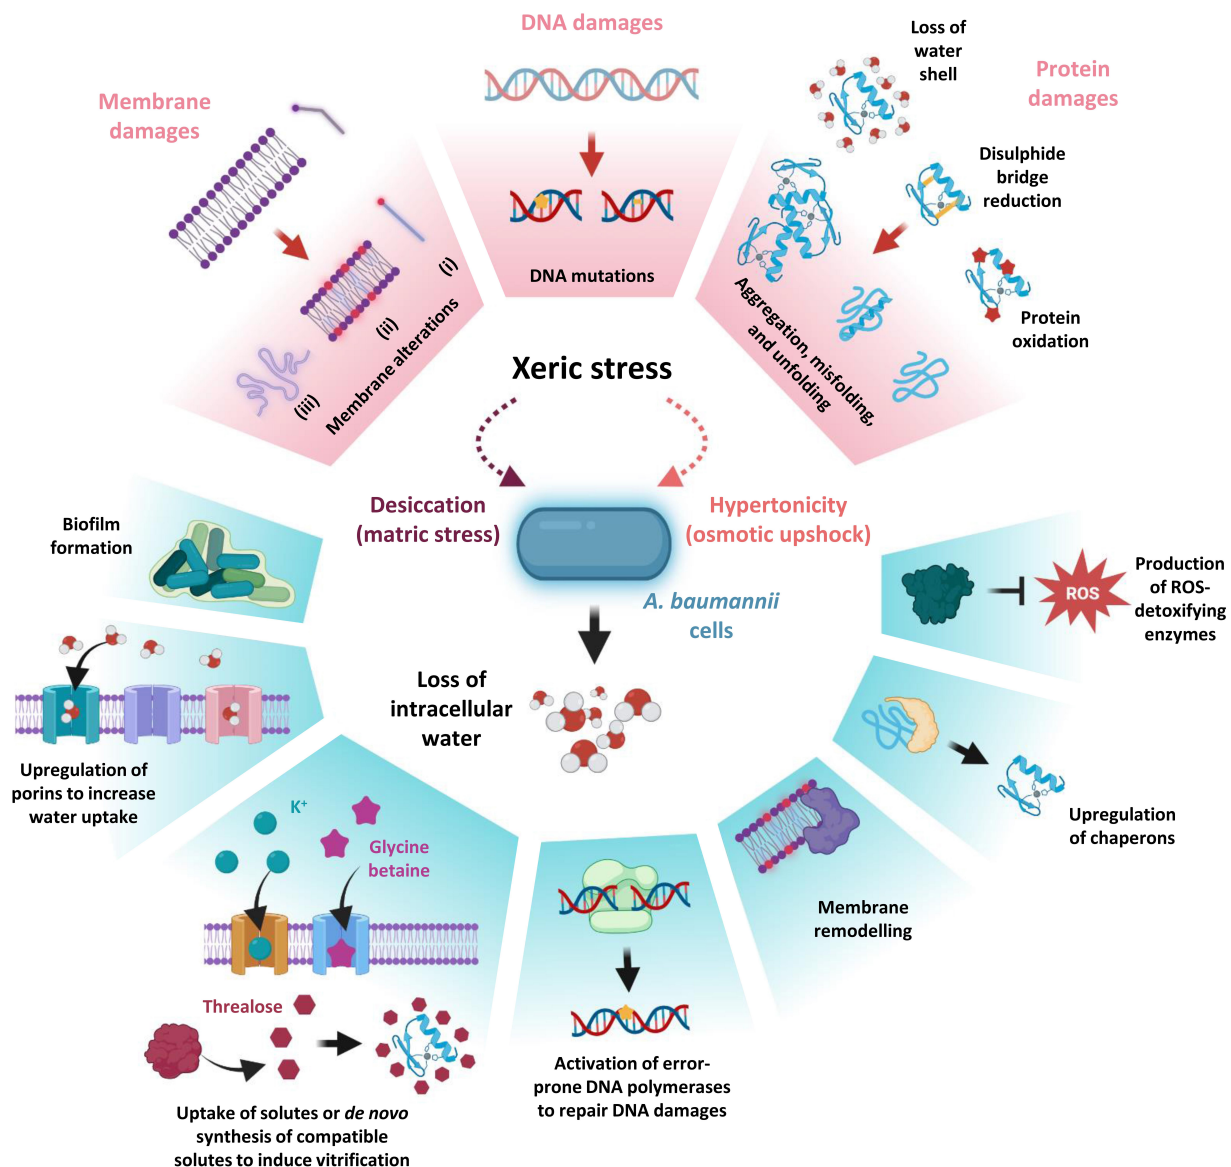 DNA damages
Loss of
water
shell
Protein
damages
Membrane
damages
Disulphide
bridge
reduction
(i)
(ii)
(iii)
Membrane alterations
DNA mutations
Aggregation, misfolding,
and unfolding
Protein
oxidation
Xeric stress
Desiccation
(matric stress)
Hypertonicity
(osmotic upshock)
A. baumannii
cells
Loss of
intracellular
water
Biofilm
formation
ROS
Production
of ROS-
detoxifying
enzymes
Upregulation of
porins to increase
water uptake
Upregulation
of chaperons
K⁺
Glycine
betaine
Membrane
remodelling
Threalose
Uptake of solutes or de novo
synthesis of compatible
solutes to induce vitrification
Activation of error-
prone DNA polymerases
to repair DNA damages